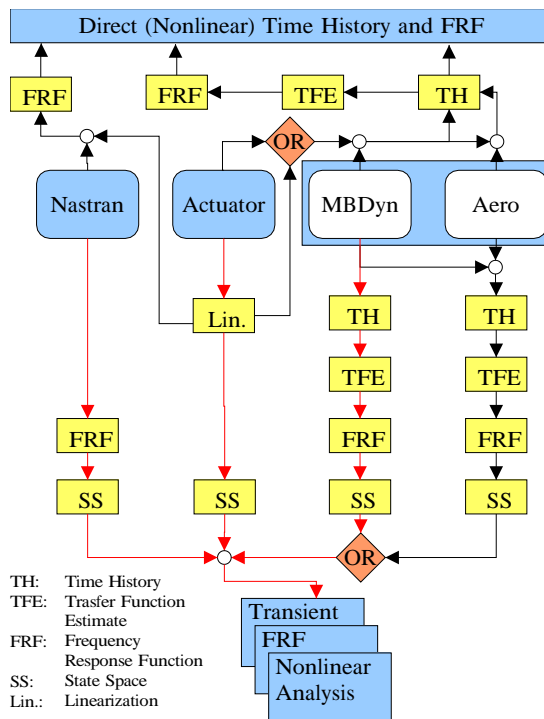 Direct (Nonlinear) Time History and FRF
FRF
FRF
TFE
TH
OR
Nastran
Actuator
MBDyn
Aero
Lin.
TH
TH
TFE
TFE
FRF
FRF
FRF
SS
SS
SS
SS
OR
TH: Time History
TFE: Trasfer Function
Estimate
FRF: Frequency
Response Function
SS: State Space
Lin.: Linearization
Transient
FRF
Nonlinear
Analysis